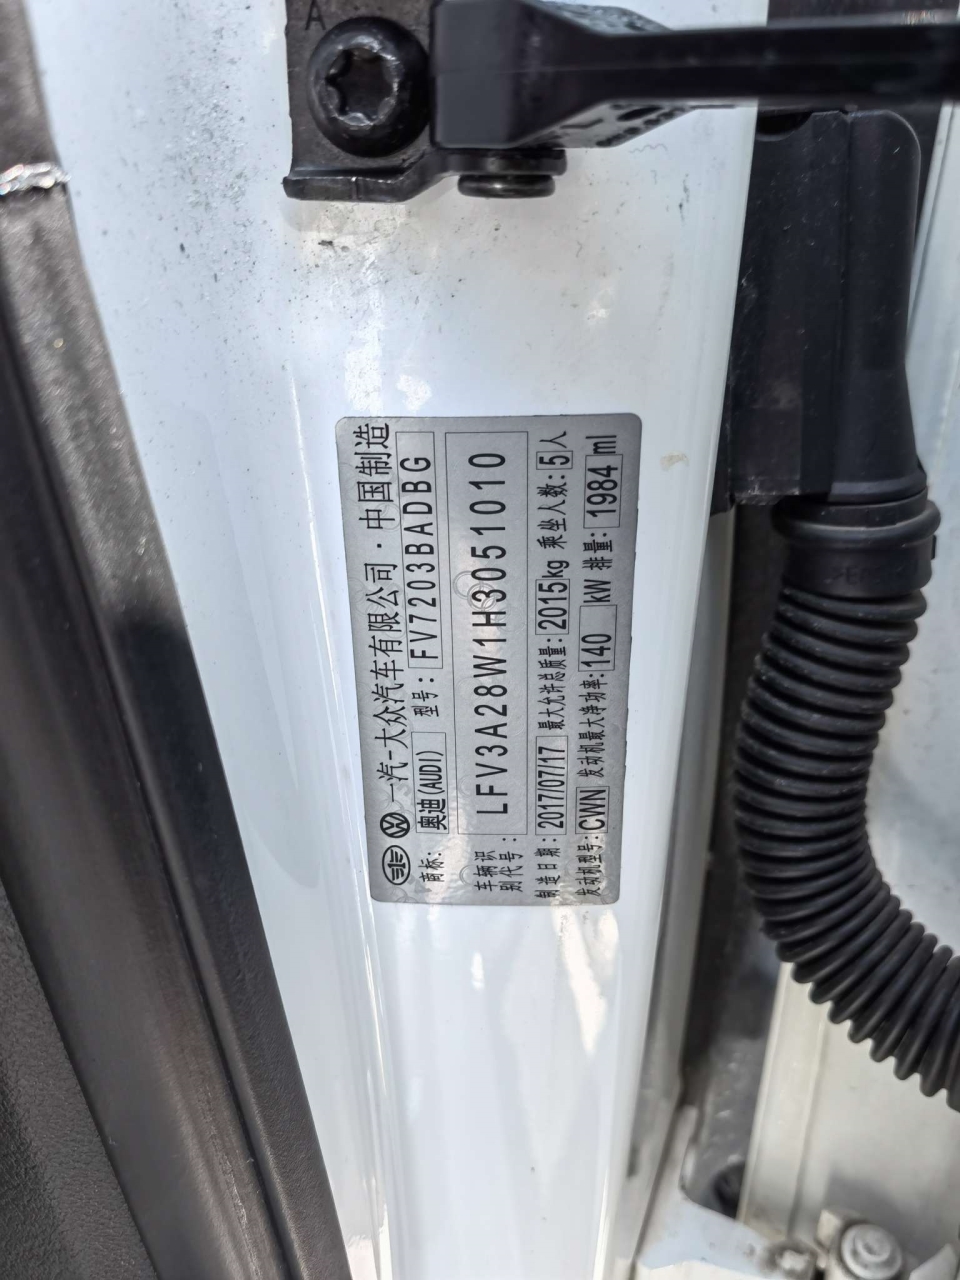 A
一汽-大众汽车有限公司·中国制造
商标: 奥迪(AUDI) 型号: FV7203BADBG
车辆识别代号: LFV3A28W1H3051010
制造日期: 2017/07/17 最大允许总质量: 2015kg 乘坐人数: 5人
发动机型号: CWN 发动机最大净功率: 140 kW 排量: 1984 ml